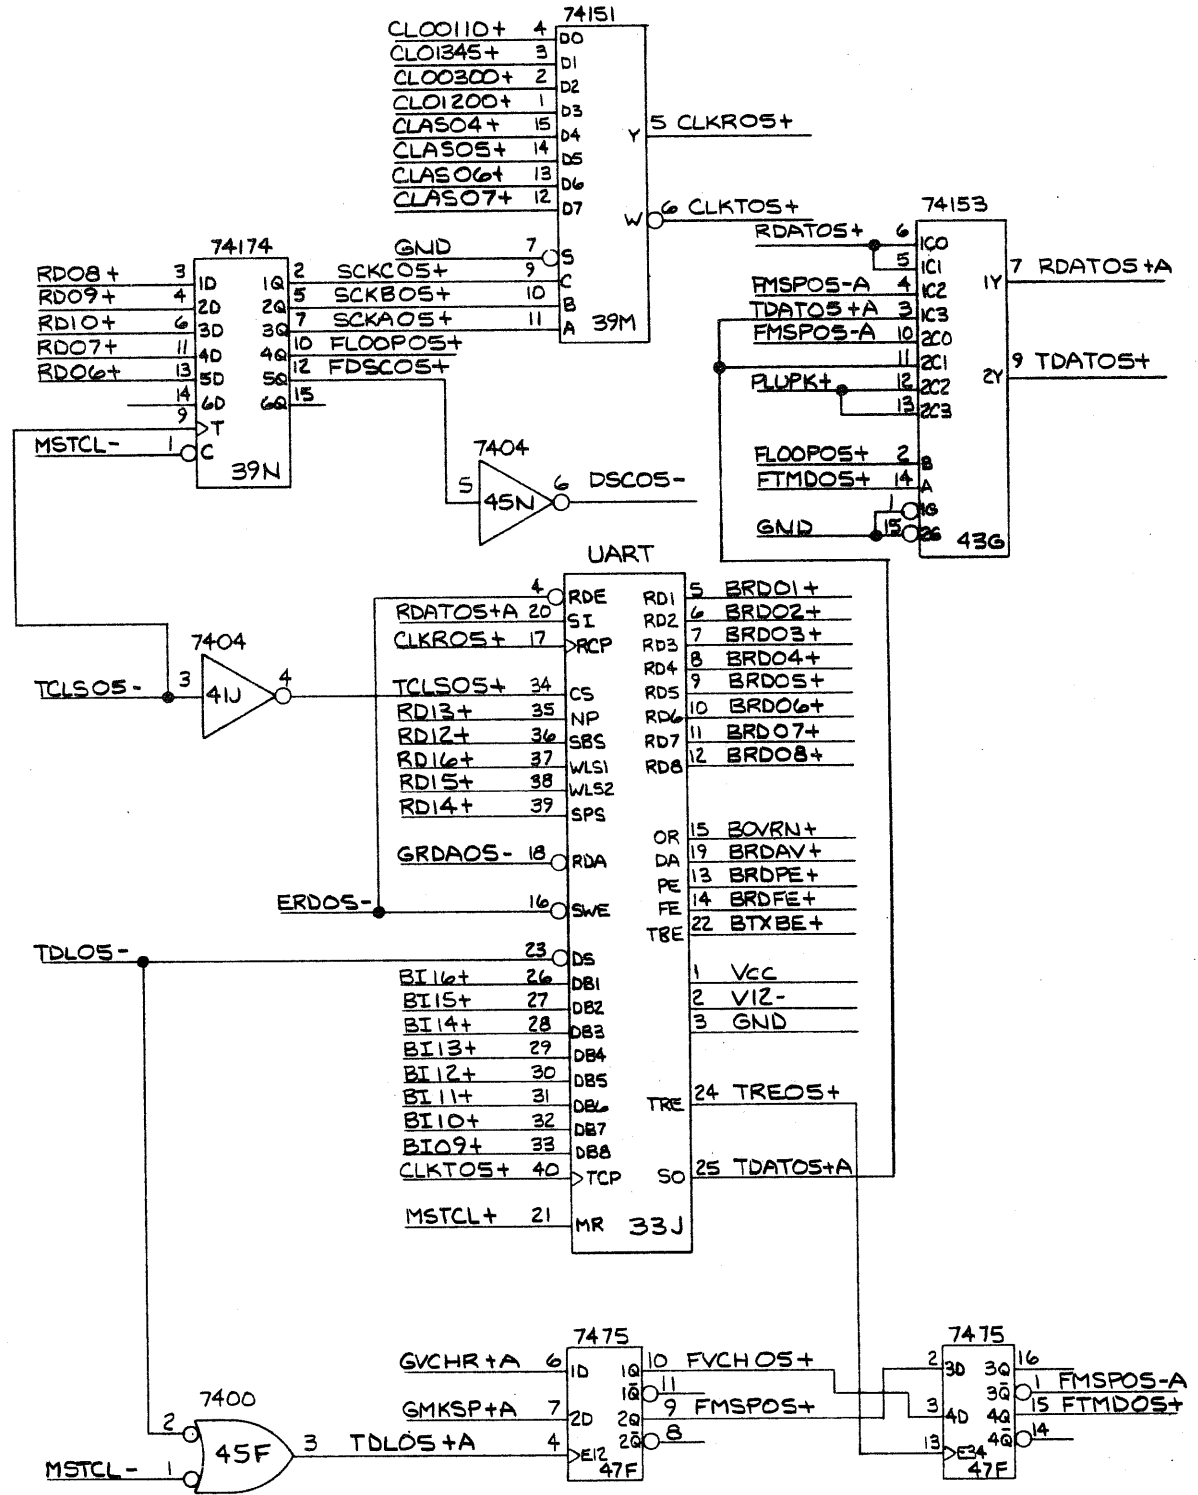 74151
CLO0110+ 4 D0
CLO1345+ 3 D1
CLO0300+ 2 D2
CLO1200+ 1 D3
CLAS04+ 15 D4
CLAS05+ 14 D5
CLAS06+ 13 D6
CLAS07+ 12 D7
Y 5 CLKR05+
W 6 CLKT05+
GND 7 S
9 C
10 B
11 A
39M
74174
RD08+ 3 1D
RD09+ 4 2D
RD10+ 6 3D
RD07+ 11 4D
RD06+ 13 5D
14 6D
9 T
MSTCL- 1 C
1Q 2 SCKC05+
2Q 5 SCKB05+
3Q 7 SCKA05+
4Q 10 FLOOP05+
5Q 12 FDSC05+
6Q 15
39N
7404
5 45N 6 DSC05-
74153
RDAT05+ 6 1C0
5 1C1
FMSP05-A 4 1C2
TDAT05+A 3 1C3
FMSP05-A 10 2C0
11 2C1
PLUPK+ 12 2C2
13 2C3
FLOOP05+ 2 B
FTMD05+ 14 A
1 1G
GND 15 2G
1Y 7 RDAT05+A
2Y 9 TDAT05+
43G
7404
TCLS05- 3 41J 4
UART
4 RDE
RDAT05+A 20 SI
CLKR05+ 17 RCP
TCLS05+ 34 CS
RD13+ 35 NP
RD12+ 36 SBS
RD16+ 37 WLS1
RD15+ 38 WLS2
RD14+ 39 SPS
GRDA05- 18 RDA
ERD05- 16 SWE
TDL05- 23 DS
BI16+ 26 DB1
BI15+ 27 DB2
BI14+ 28 DB3
BI13+ 29 DB4
BI12+ 30 DB5
BI11+ 31 DB6
BI10+ 32 DB7
BI09+ 33 DB8
CLKT05+ 40 TCP
MSTCL+ 21 MR
RD1 5 BRD01+
RD2 6 BRD02+
RD3 7 BRD03+
RD4 8 BRD04+
RD5 9 BRD05+
RD6 10 BRD06+
RD7 11 BRD07+
RD8 12 BRD08+
OR 15 BOVRN+
DA 19 BRDAV+
PE 13 BRDPE+
FE 14 BRDFE+
TBE 22 BTXBE+
1 VCC
2 V12-
3 GND
TRE 24 TRE05+
SO 25 TDAT05+A
33J
7400
2
MSTCL- 1
45F 3 TDL05+A
7475
GVCHR+A 6 1D
GMKSP+A 7 2D
4 E12
1Q 10 FVCH05+
1Q̅ 11
2Q 9 FMSP05+
2Q̅ 8
47F
7475
2 3D
3 4D
13 E34
3Q 16
3Q̅ 1 FMSP05-A
4Q 15 FTMD05+
4Q̅ 14
47F